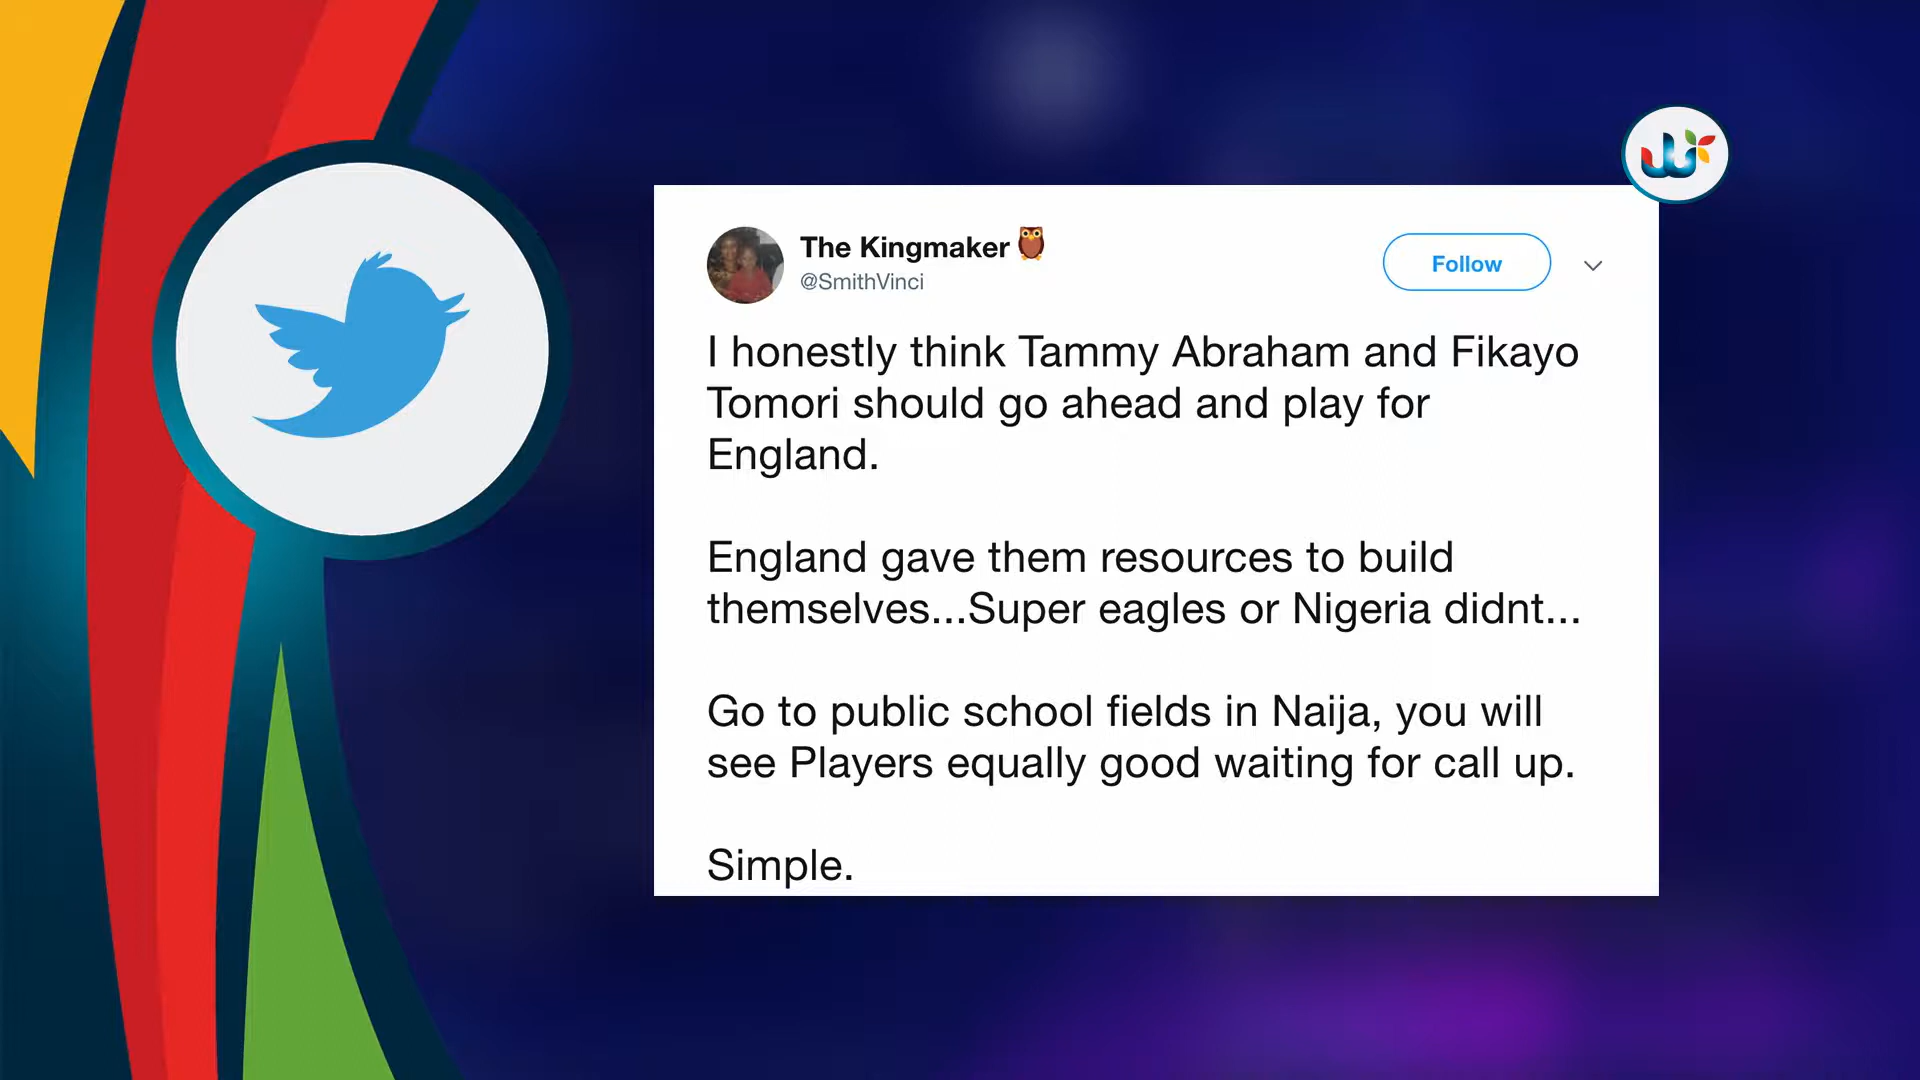 The Kingmaker🦉
@SmithVinci
Follow
I honestly think Tammy Abraham and Fikayo
Tomori should go ahead and play for
England.
England gave them resources to build
themselves...Super eagles or Nigeria didnt...
Go to public school fields in Naija, you will
see Players equally good waiting for call up.
Simple.